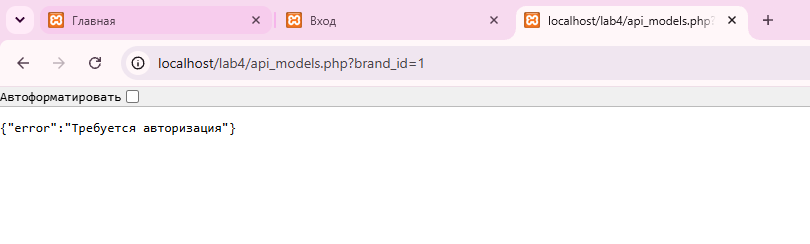 Главная
Вход
localhost/lab4/api_models.php?
localhost/lab4/api_models.php?brand_id=1
Автоформатировать
{"error":"Требуется авторизация"}